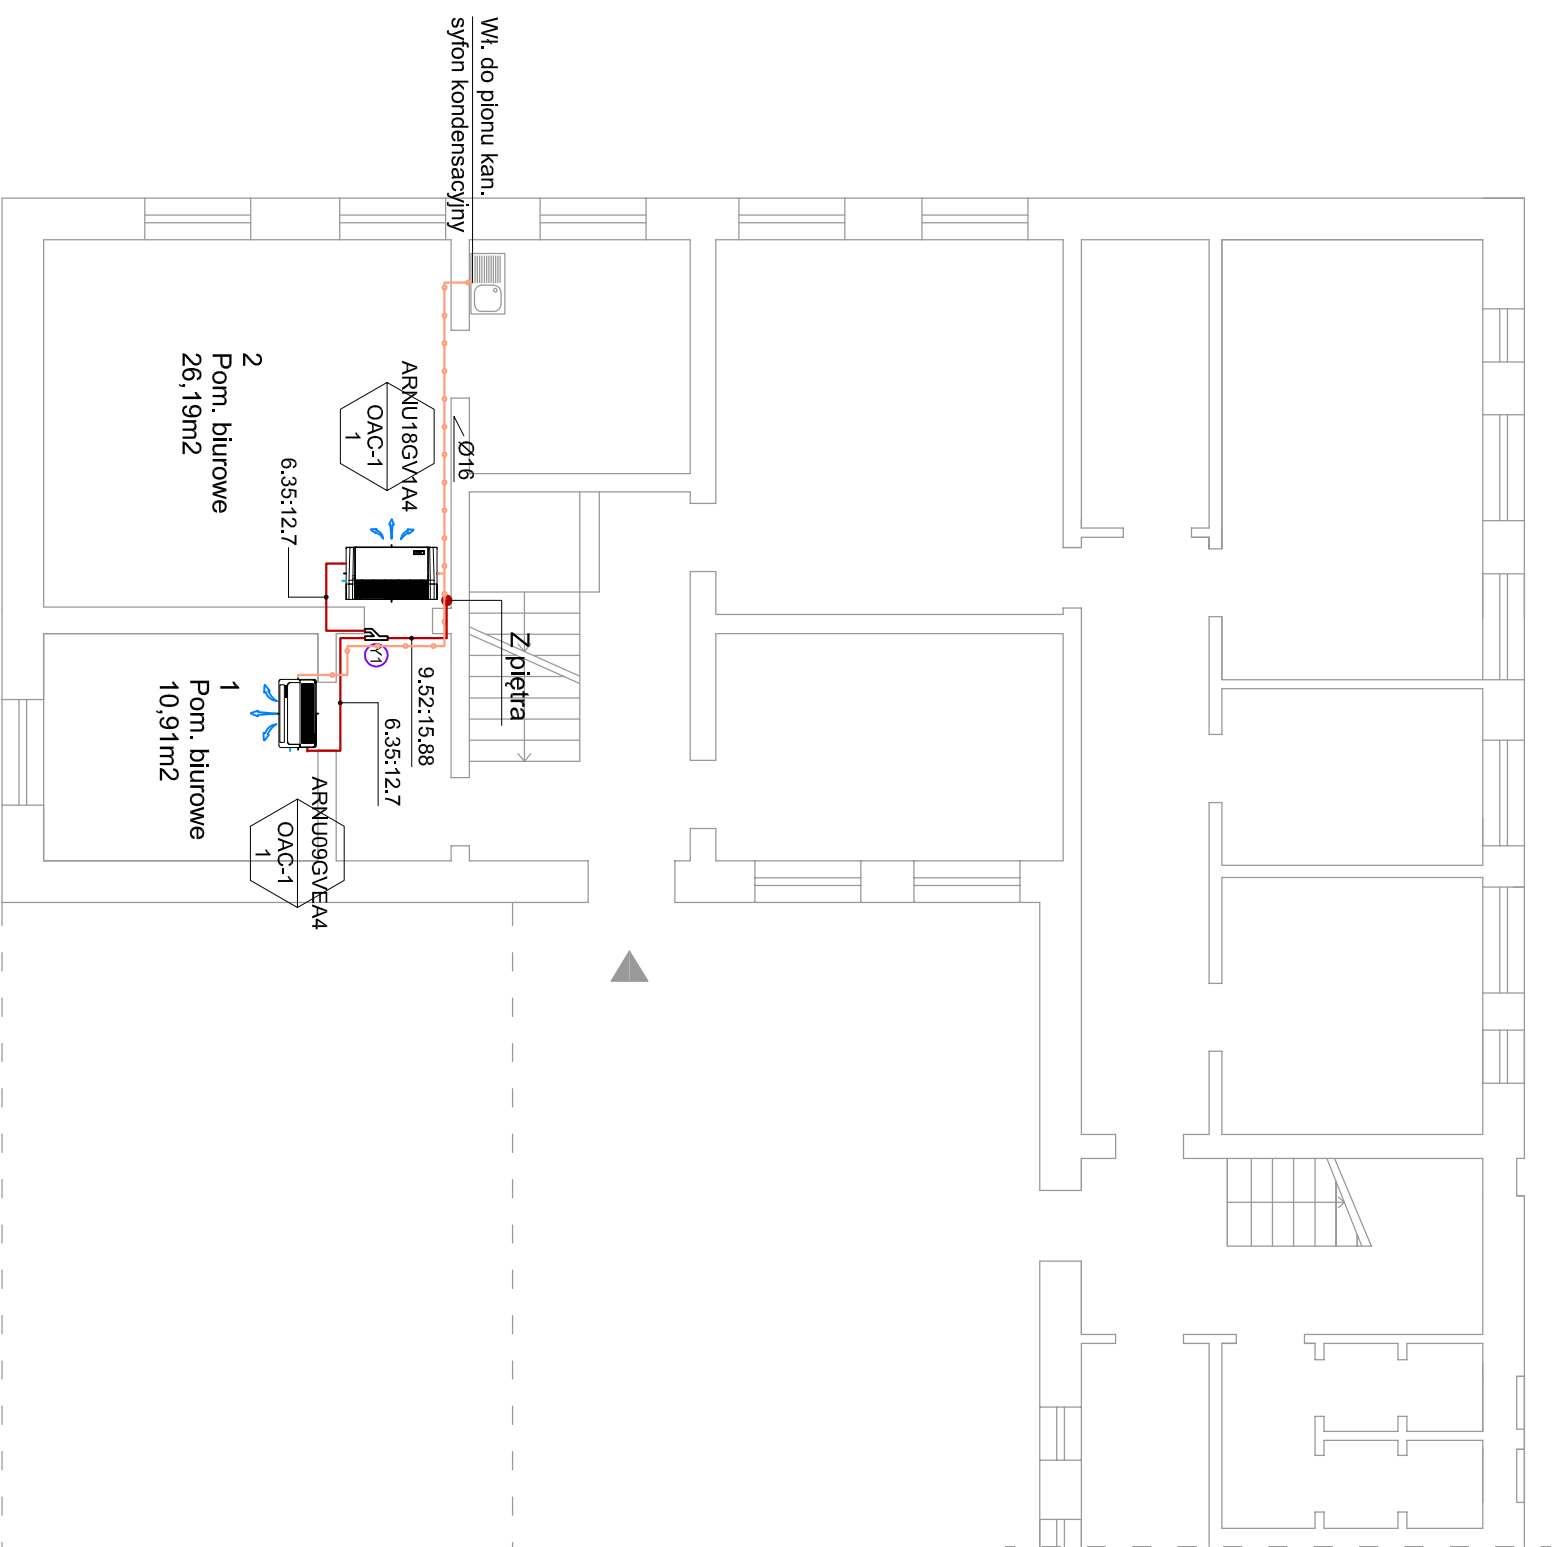 Wł. do pionu kan.
syfon kondensacyjny
2
Pom. biurowe
26,19m2
ARNU18GV1A4
OAC-1
1
Ø16
6.35:12.7
Z piętra
Y1
9.52:15.88
6.35:12.7
1
Pom. biurowe
10,91m2
ARNU09GVEA4
OAC-1
1